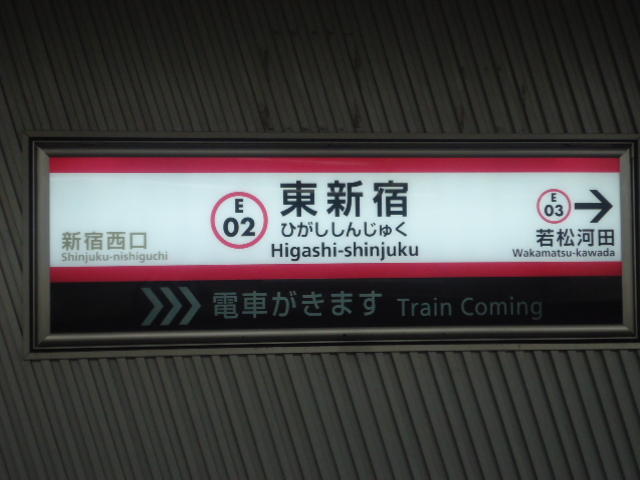 E
02
東新宿
ひがししんじゅく
Higashi-shinjuku
新宿西口
Shinjuku-nishiguchi
E
03
若松河田
Wakamatsu-kawada
電車がきます Train Coming